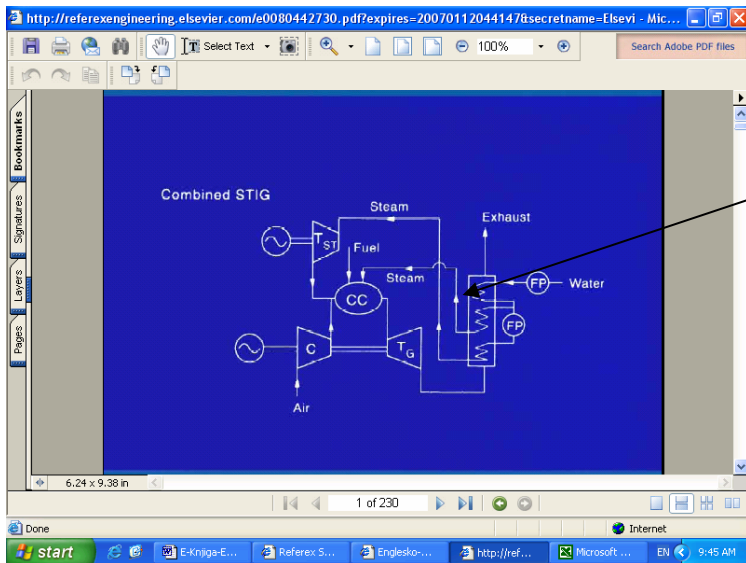 http://referexengineering.elsevier.com/e0080442730.pdf?expires=20070112044147&secretname=Elsevi - Mic...
Select Text
100%
Search Adobe PDF files
Bookmarks
Signatures
Layers
Pages
Combined STIG
Steam
Exhaust
TST
Fuel
Steam
FP
Water
CC
FP
C
TG
Air
6.24 x 9.38 in
1 of 230
Done
Internet
start
E-Knjiga-E...
Referex S...
Englesko-...
http://ref...
Microsoft ...
EN
9:45 AM